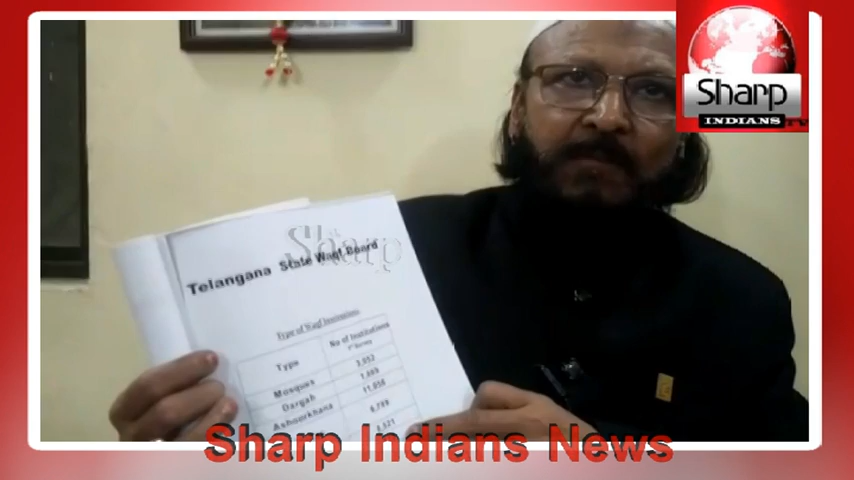 Sharp
INDIANS TV
Sharp
Telangana State Waqf Board
Type of Waqf Institutions
Type
No of Institutions
Mosques
Dargah
Ashoorkhana
Sharp Indians News